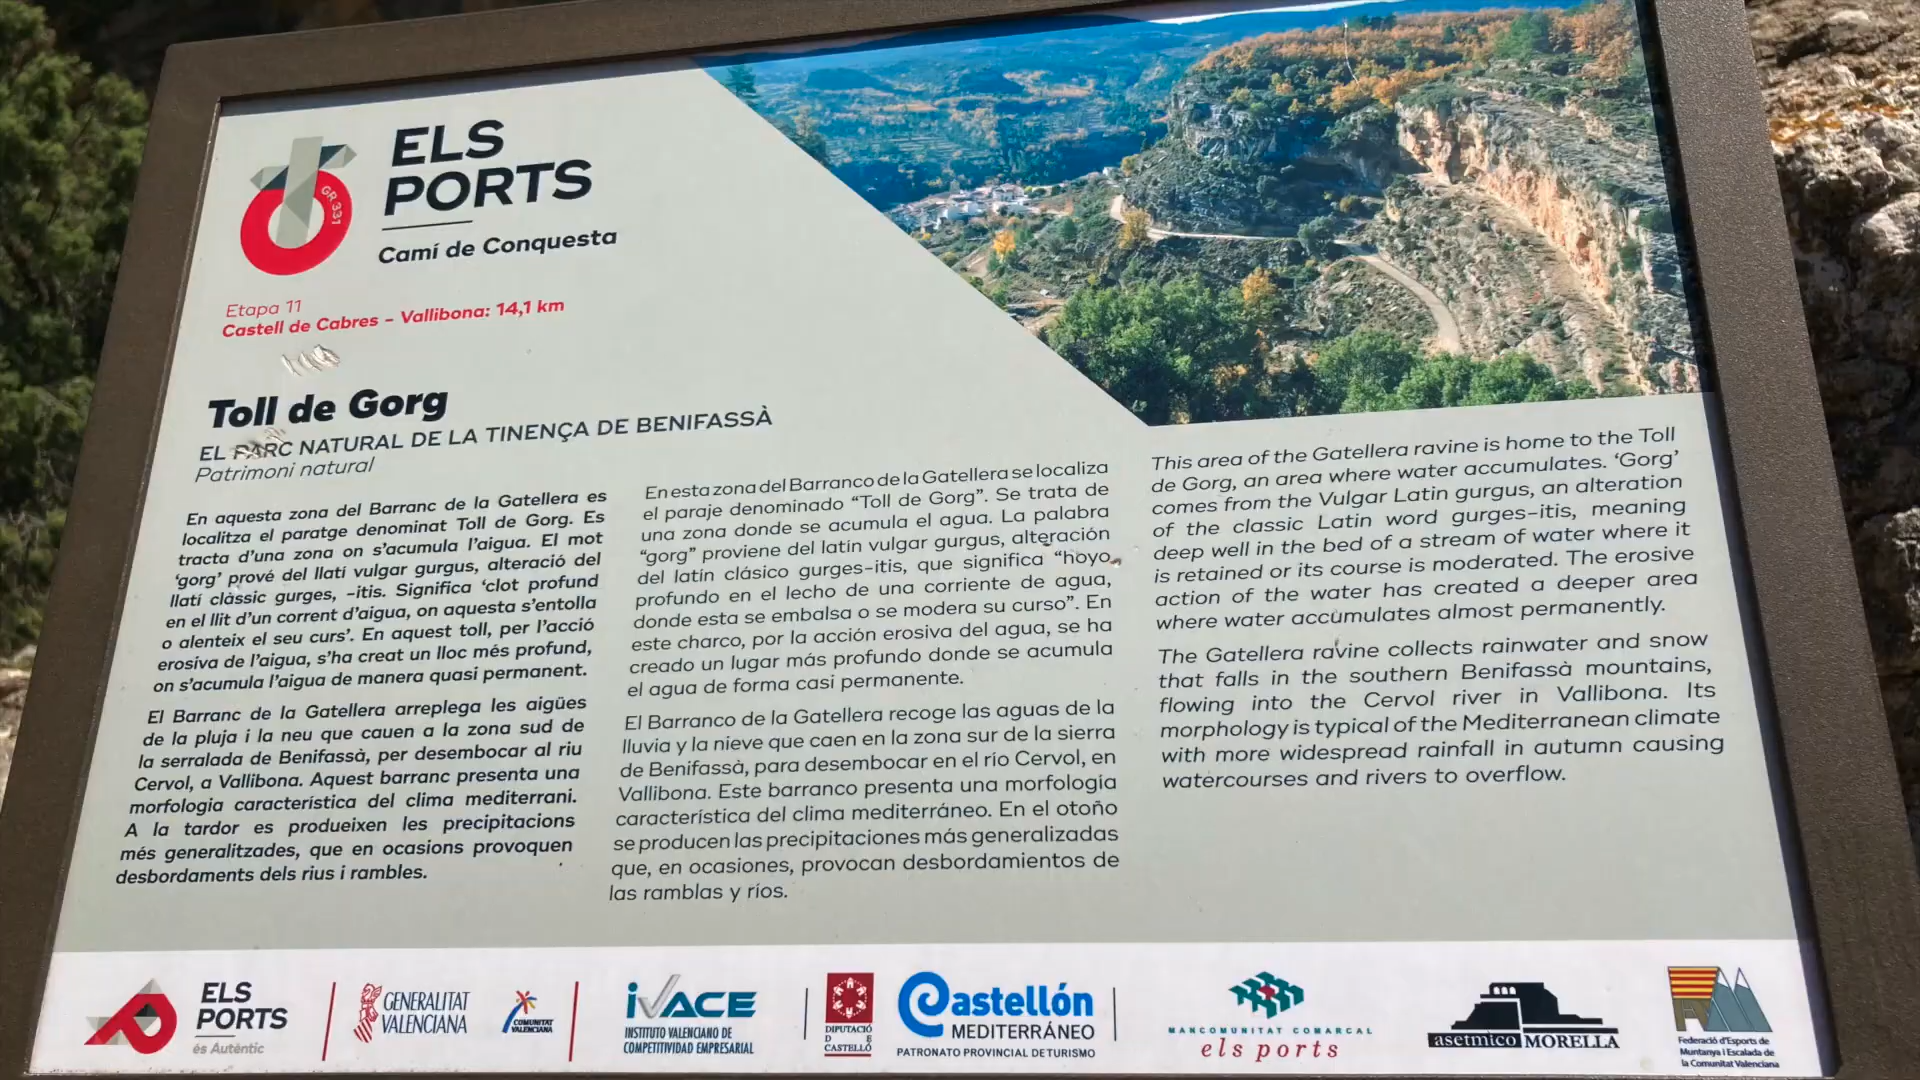 ELS
PORTS
Camí de Conquesta
GR 331
Etapa 11
Castell de Cabres - Vallibona: 14,1 km
Toll de Gorg
EL PARC NATURAL DE LA TINENÇA DE BENIFASSÀ
Patrimoni natural
En aquesta zona del Barranc de la Gatellera es
localitza el paratge denominat Toll de Gorg. Es
tracta d'una zona on s'acumula l'aigua. El mot
'gorg' prové del llatí vulgar gurgus, alteració del
llatí clàssic gurges, -itis. Significa 'clot profund
en el llit d'un corrent d'aigua, on aquesta s'entolla
o alenteix el seu curs'. En aquest toll, per l'acció
erosiva de l'aigua, s'ha creat un lloc més profund,
on s'acumula l'aigua de manera quasi permanent.
El Barranc de la Gatellera arreplega les aigües
de la pluja i la neu que cauen a la zona sud de
la serralada de Benifassà, per desembocar al riu
Cervol, a Vallibona. Aquest barranc presenta una
morfologia característica del clima mediterrani.
A la tardor es produeixen les precipitacions
més generalitzades, que en ocasions provoquen
desbordaments dels rius i rambles.
En esta zona del Barranco de la Gatellera se localiza
el paraje denominado "Toll de Gorg". Se trata de
una zona donde se acumula el agua. La palabra
"gorg" proviene del latín vulgar gurgus, alteración
del latín clásico gurges-itis, que significa "hoyo
profundo en el lecho de una corriente de agua,
donde esta se embalsa o se modera su curso". En
este charco, por la acción erosiva del agua, se ha
creado un lugar más profundo donde se acumula
el agua de forma casi permanente.
El Barranco de la Gatellera recoge las aguas de la
lluvia y la nieve que caen en la zona sur de la sierra
de Benifassà, para desembocar en el río Cervol, en
Vallibona. Este barranco presenta una morfología
característica del clima mediterráneo. En el otoño
se producen las precipitaciones más generalizadas
que, en ocasiones, provocan desbordamientos de
las ramblas y ríos.
This area of the Gatellera ravine is home to the Toll
de Gorg, an area where water accumulates. 'Gorg'
comes from the Vulgar Latin gurgus, an alteration
of the classic Latin word gurges-itis, meaning
deep well in the bed of a stream of water where it
is retained or its course is moderated. The erosive
action of the water has created a deeper area
where water accumulates almost permanently.
The Gatellera ravine collects rainwater and snow
that falls in the southern Benifassà mountains,
flowing into the Cervol river in Vallibona. Its
morphology is typical of the Mediterranean climate
with more widespread rainfall in autumn causing
watercourses and rivers to overflow.
ELS
PORTS
és Autèntic
GENERALITAT
VALENCIANA
COMUNITAT
VALENCIANA
iVACE
INSTITUTO VALENCIANO DE
COMPETITIVIDAD EMPRESARIAL
DIPUTACIÓ
D E
CASTELLÓ
Castellón
MEDITERRÁNEO
PATRONATO PROVINCIAL DE TURISMO
MANCOMUNITAT COMARCAL
els ports
asetmico MORELLA
Federació d'Esports de
Muntanya i Escalada de
la Comunitat Valenciana